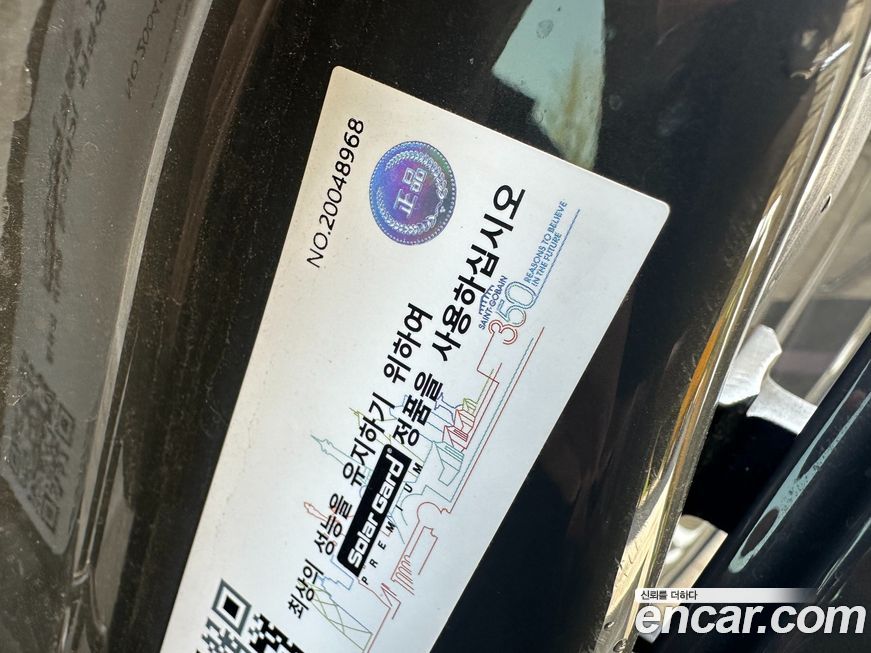 NO.20048968
正品
최상의 성능을 유지하기 위하여
Solar Gard® 정품을 사용하십시오
PREMIUM
SAINT-GOBAIN
350
REASONS TO BELIEVE
IN THE FUTURE
신뢰를 더하다
encar.com